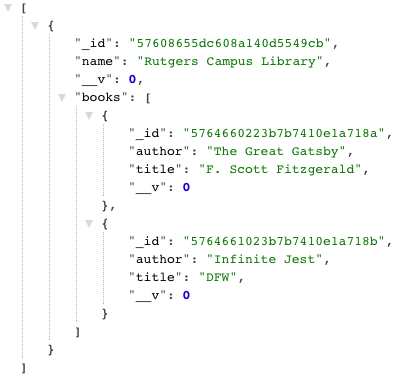 [
{
"_id": "57608655dc608a140d5549cb",
"name": "Rutgers Campus Library",
"__v": 0,
"books": [
{
"_id": "5764660223b7b7410e1a718a",
"author": "The Great Gatsby",
"title": "F. Scott Fitzgerald",
"__v": 0
},
{
"_id": "5764661023b7b7410e1a718b",
"author": "Infinite Jest",
"title": "DFW",
"__v": 0
}
]
}
]